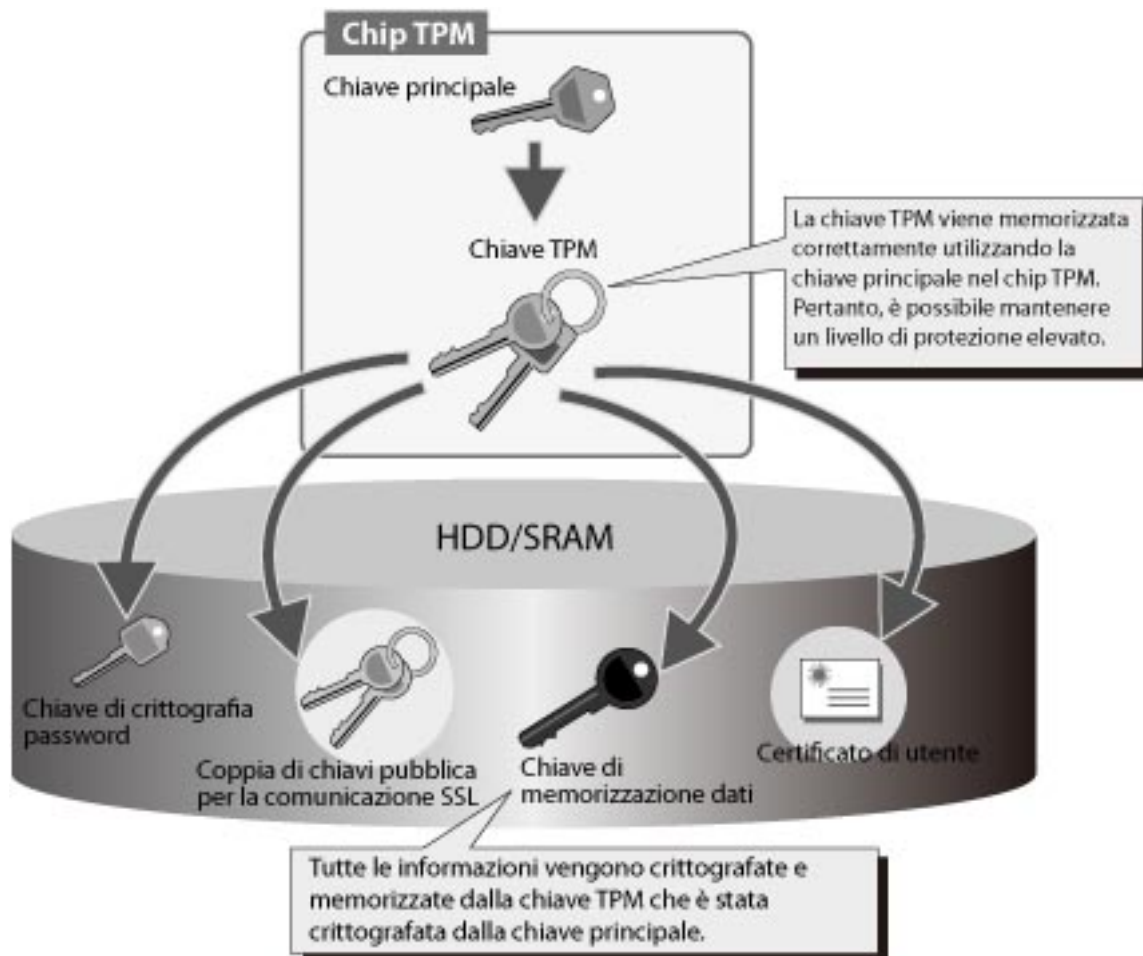 Chip TPM
Chiave principale
Chiave TPM
La chiave TPM viene memorizzata
correttamente utilizzando la
chiave principale nel chip TPM.
Pertanto, è possibile mantenere
un livello di protezione elevato.
HDD/SRAM
Chiave di crittografia
password
Coppia di chiavi pubblica
per la comunicazione SSL
Chiave di
memorizzazione dati
Certificato di utente
Tutte le informazioni vengono crittografate e
memorizzate dalla chiave TPM che è stata
crittografata dalla chiave principale.